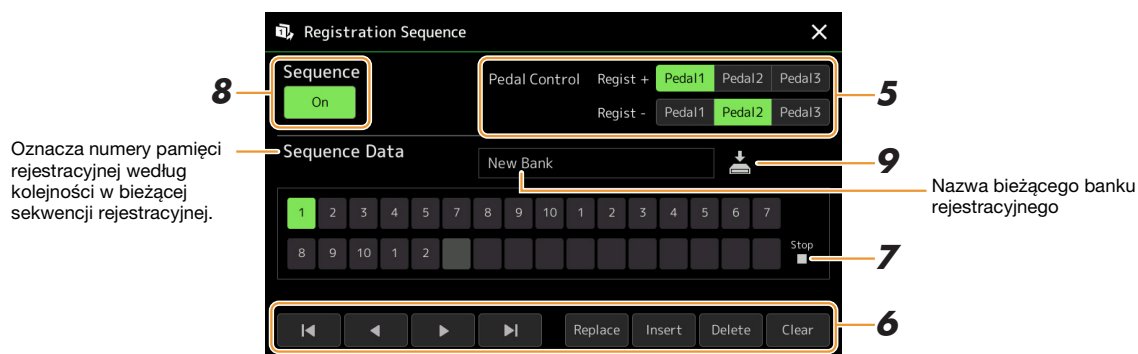 Registration Sequence
Sequence
On
8
Pedal Control Regist + Pedal1 Pedal2 Pedal3
Regist - Pedal1 Pedal2 Pedal3
5
Oznacza numery pamięci
rejestracyjnej według
kolejności w bieżącej
sekwencji rejestracyjnej.
Sequence Data
New Bank
9
Nazwa bieżącego banku
rejestracyjnego
1 2 3 4 5 7 8 9 10 1 2 3 4 5 6 7
8 9 10 1 2
Stop
7
Replace Insert Delete Clear
6